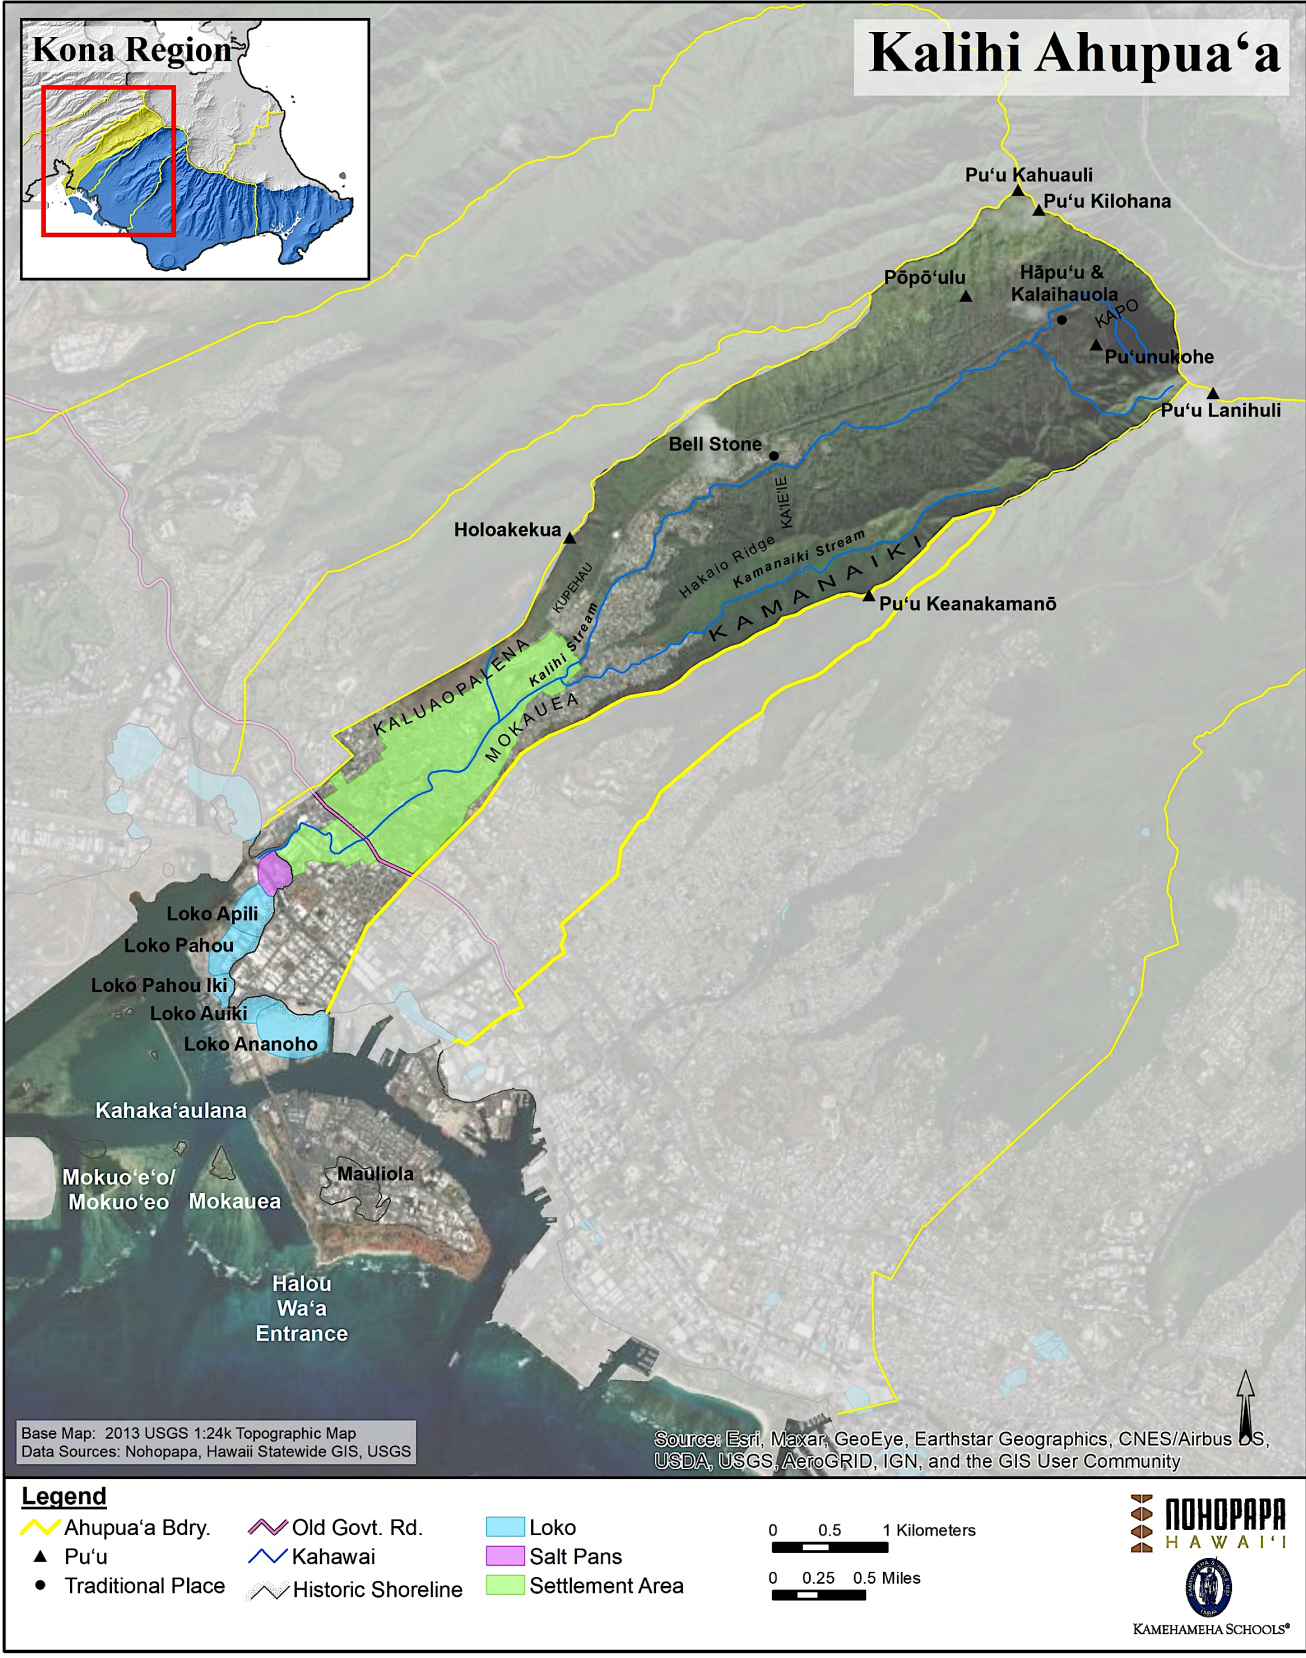 Kona Region
Kalihi Ahupuaʻa
Puʻu Kahuauli
Puʻu Kilohana
Pōpōʻulu
Hāpuʻu &
Kalaihauola
KAPO
Puʻunukohe
Puʻu Lanihuli
Bell Stone
KAʻIEʻIE
Holoakekua
Hakaio Ridge
Kamanaiki Stream
KAMANAIKI
Puʻu Keanakamanō
KUPEHAU
Kalihi Stream
KALUAOPALENA
MOKAUEA
Loko Apili
Loko Pahou
Loko Pahou Iki
Loko Auiki
Loko Ananoho
Kahakaʻaulana
Mokuoʻeʻo/
Mokuoʻeo
Mokauea
Mauliola
Halou
Waʻa
Entrance
Base Map: 2013 USGS 1:24k Topographic Map
Data Sources: Nohopapa, Hawaii Statewide GIS, USGS
Source: Esri, Maxar, GeoEye, Earthstar Geographics, CNES/Airbus DS,
USDA, USGS, AeroGRID, IGN, and the GIS User Community
Legend
Ahupuaʻa Bdry.
Puʻu
Traditional Place
Old Govt. Rd.
Kahawai
Historic Shoreline
Loko
Salt Pans
Settlement Area
0 0.5 1 Kilometers
0 0.25 0.5 Miles
NOHOPAPA
HAWAIʻI
KAMEHAMEHA SCHOOLS®